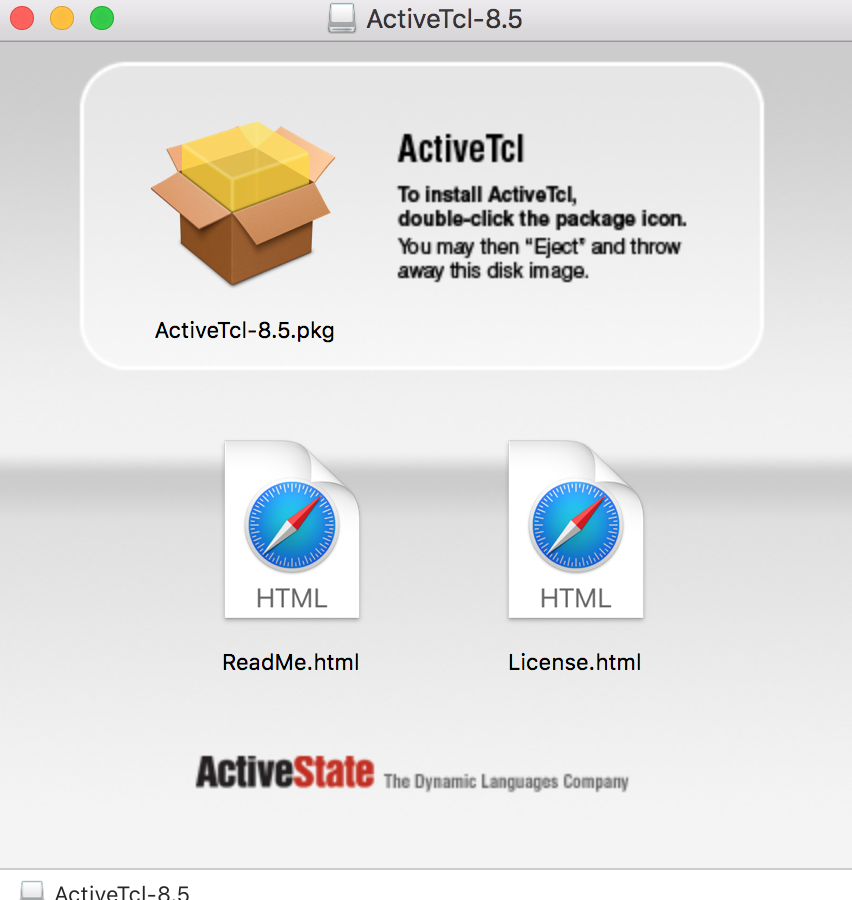 ActiveTcl-8.5
ActiveTcl
To install ActiveTcl,
double-click the package icon.
You may then "Eject" and throw
away this disk image.
ActiveTcl-8.5.pkg
HTML
HTML
ReadMe.html
License.html
ActiveState The Dynamic Languages Company
ActiveTcl-8.5